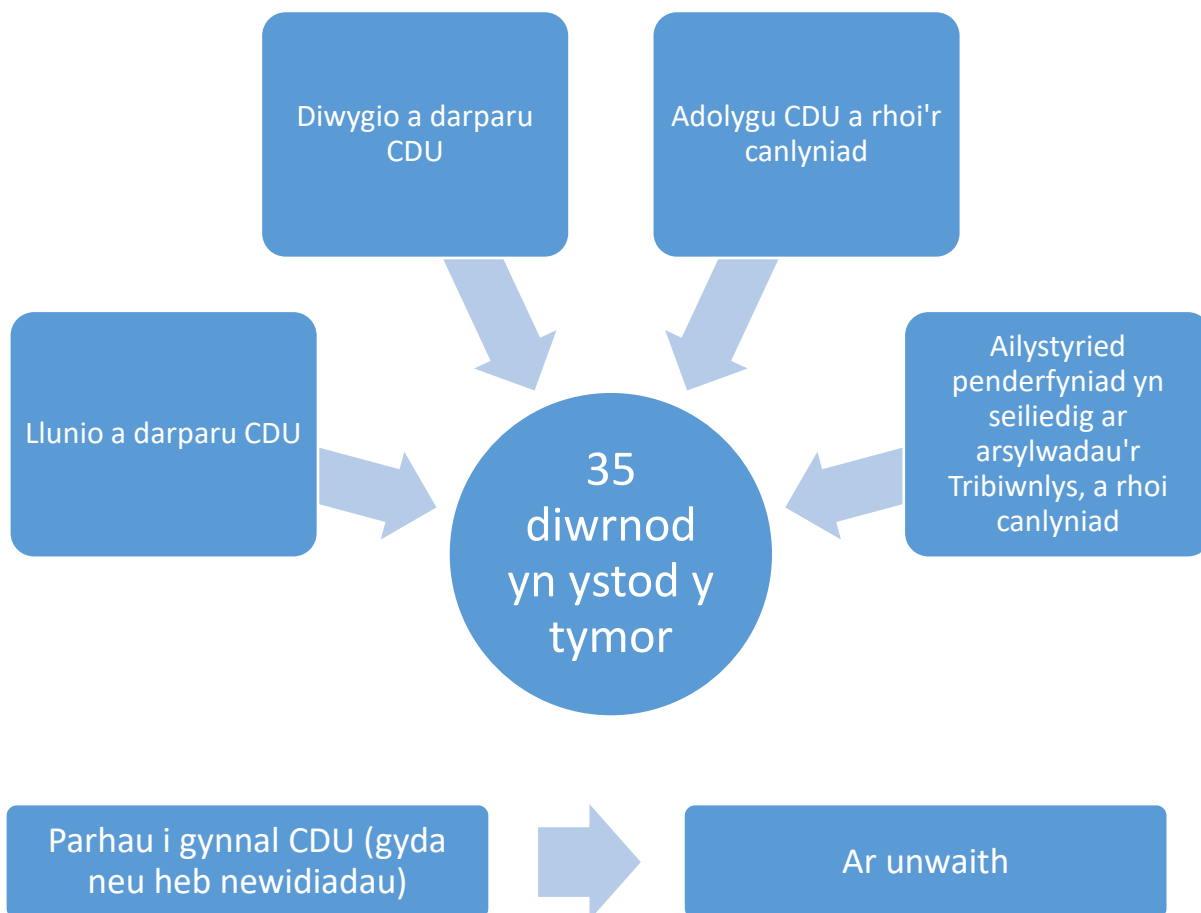 Diwygio a darparu
CDU
Adolygu CDU a rhoi'r
canlyniad
Llunio a darparu CDU
Ailystyried
penderfyniad yn
seiliedig ar
arsylwadau'r
Tribiwnlys, a rhoi
canlyniad
35
diwrnod
yn ystod y
tymor
Parhau i gynnal CDU (gyda
neu heb newidiadau)
Ar unwaith